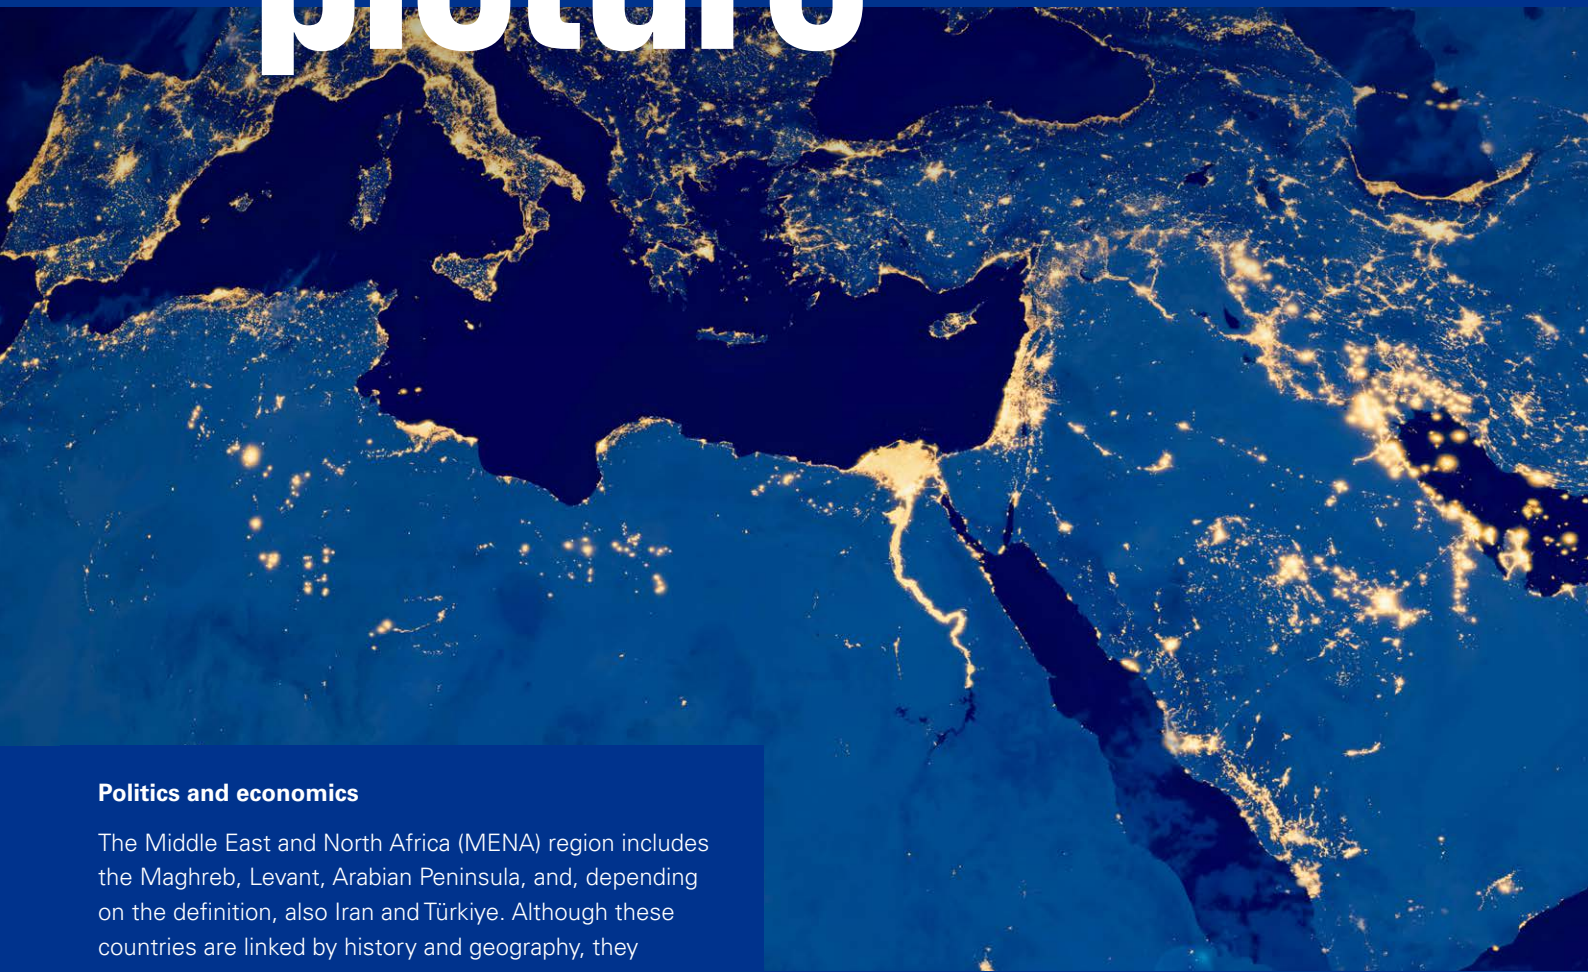 picture
Politics and economics
The Middle East and North Africa (MENA) region includes
the Maghreb, Levant, Arabian Peninsula, and, depending
on the definition, also Iran and Türkiye. Although these
countries are linked by history and geography, they